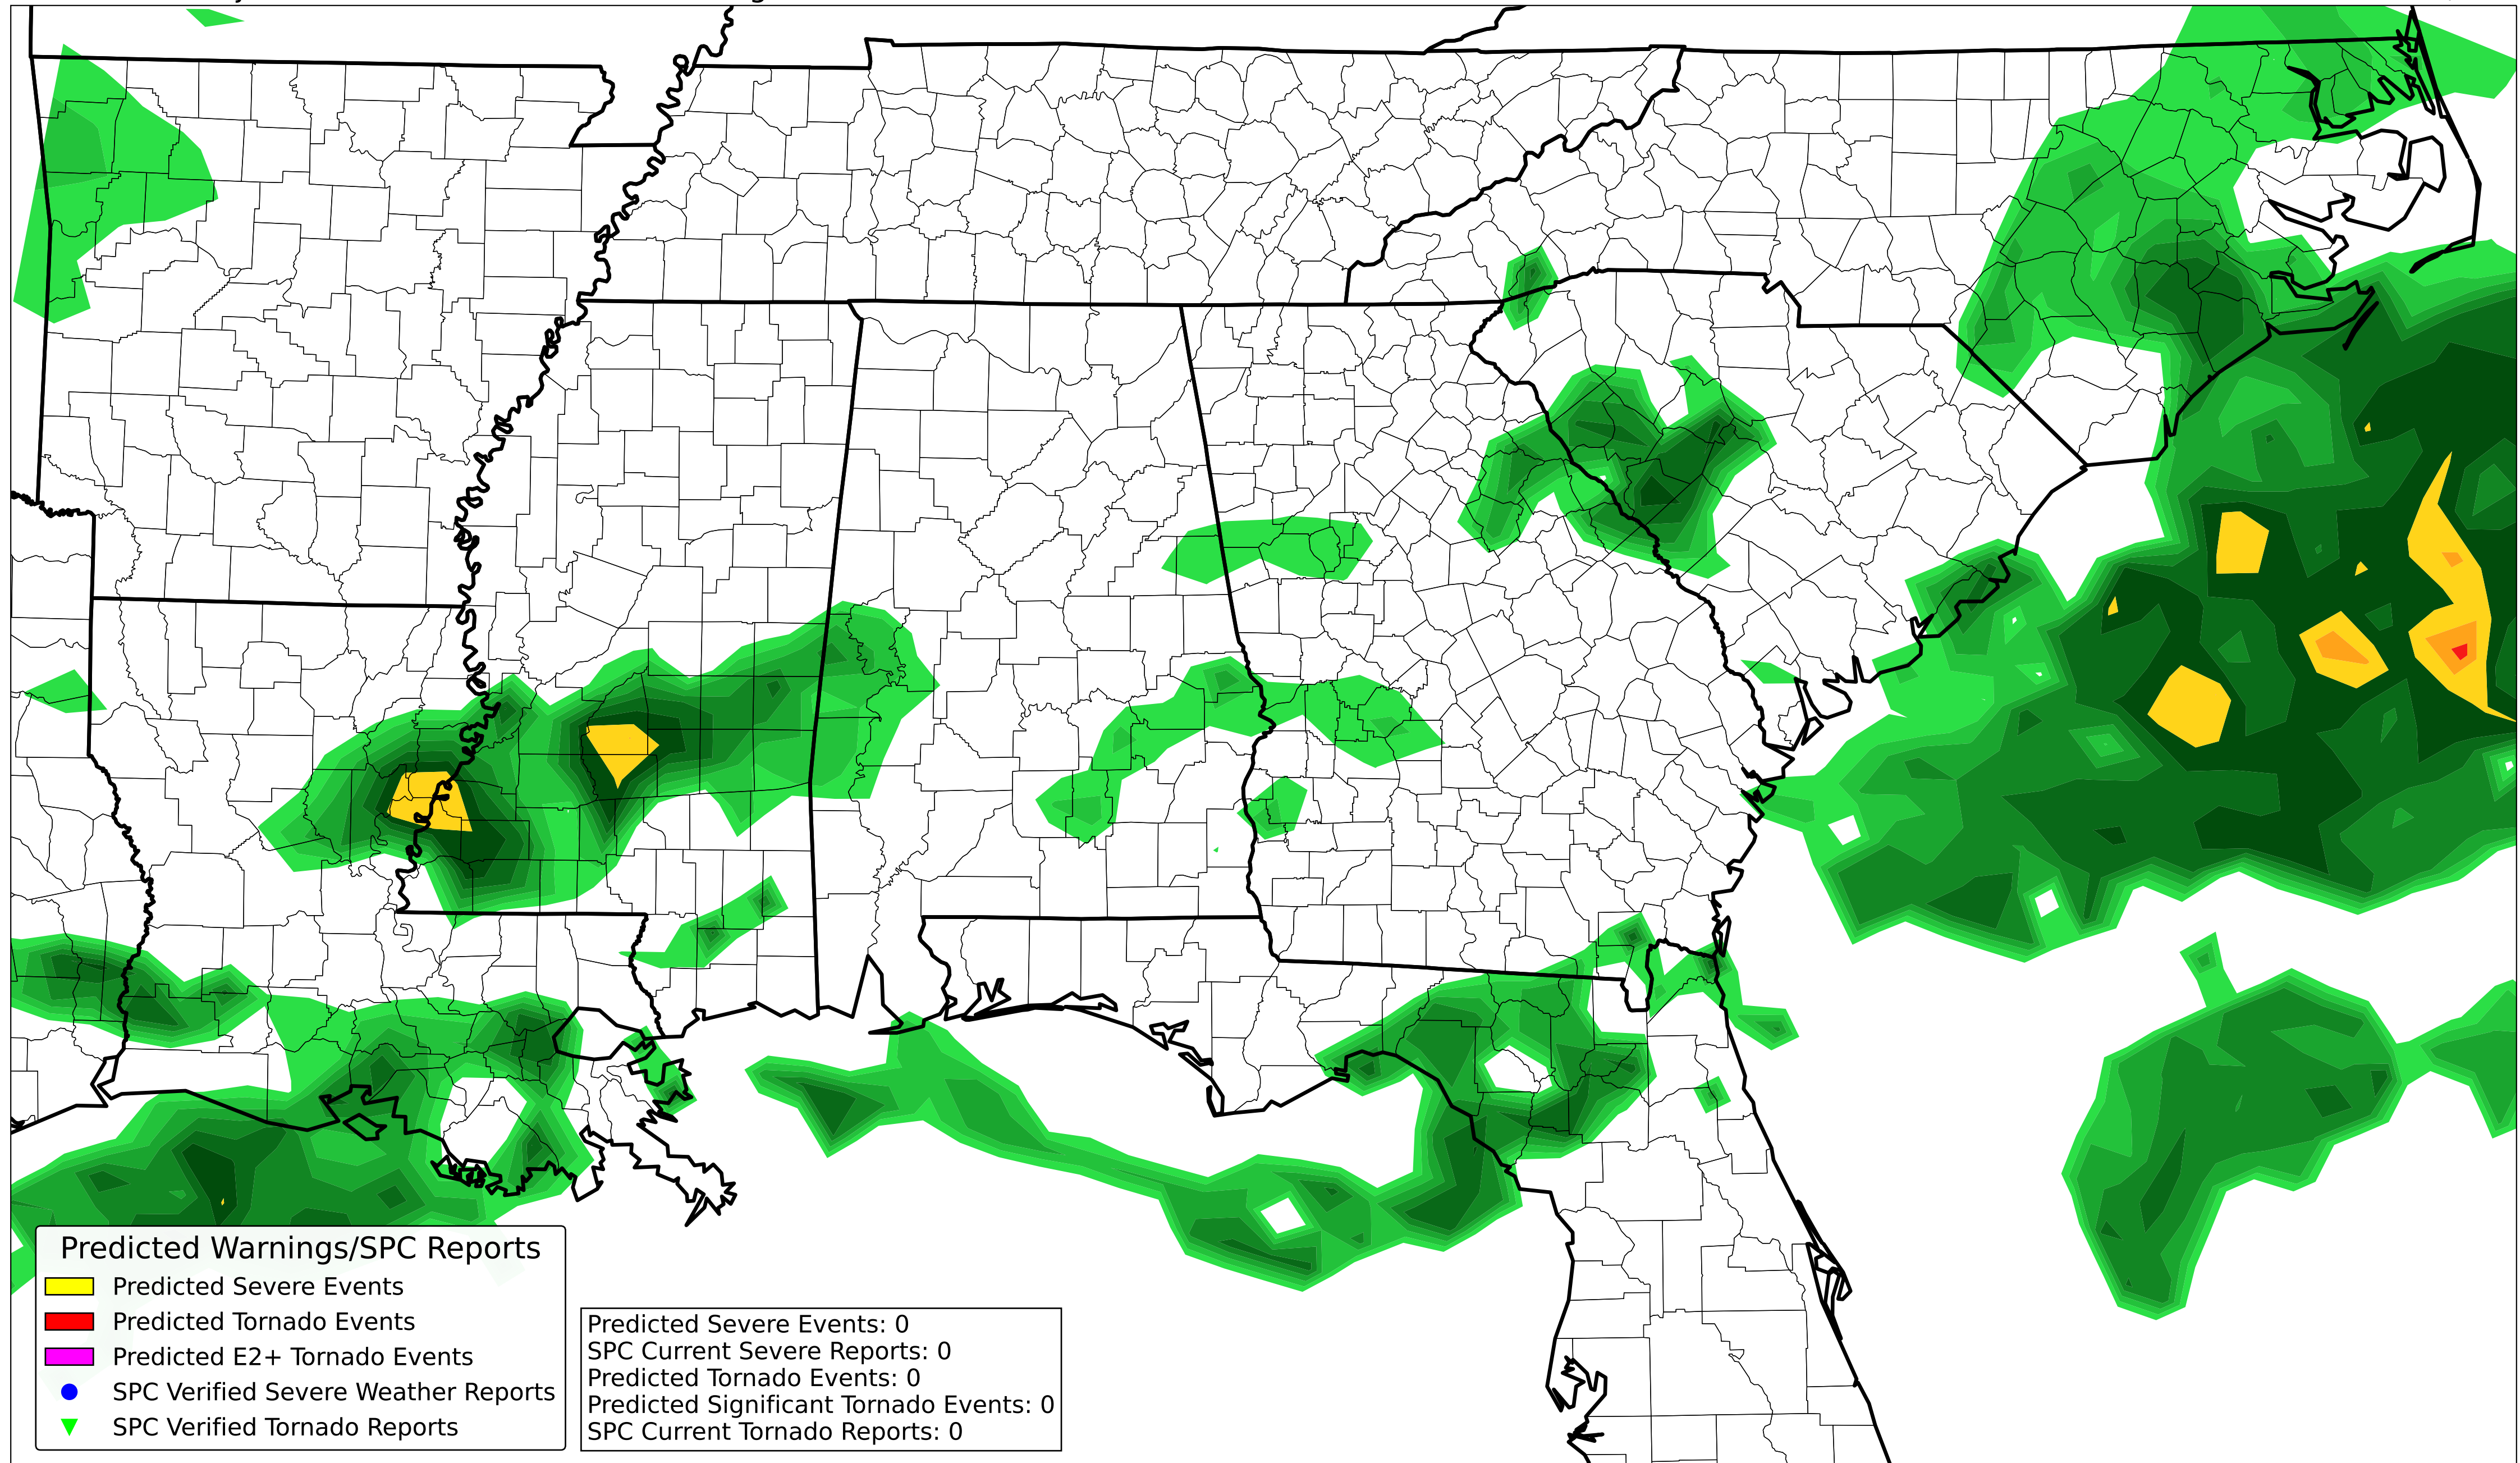 Predicted Warnings/SPC Reports
Predicted Severe Events
Predicted Tornado Events
Predicted E2+ Tornado Events
SPC Verified Severe Weather Reports
SPC Verified Tornado Reports
Predicted Severe Events: 0
SPC Current Severe Reports: 0
Predicted Tornado Events: 0
Predicted Significant Tornado Events: 0
SPC Current Tornado Reports: 0